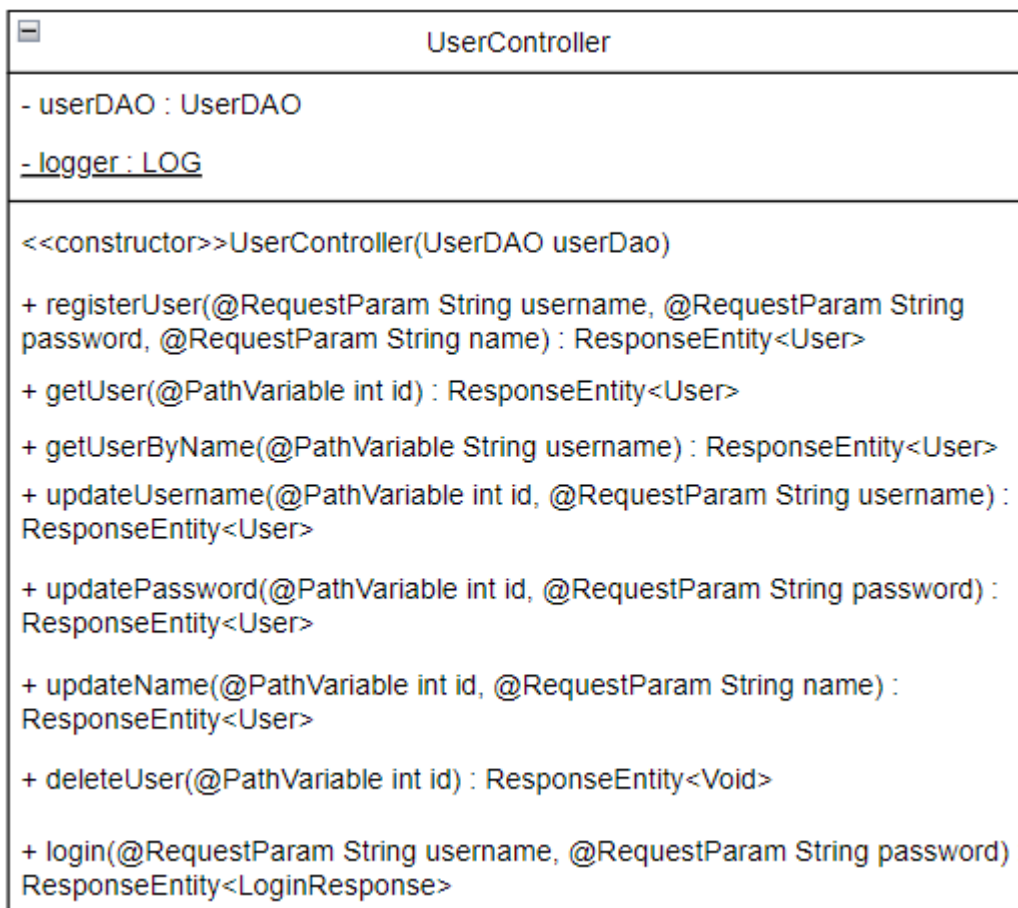 UserController
- userDAO : UserDAO
- logger : LOG
<<constructor>>UserController(UserDAO userDao)
+ registerUser(@RequestParam String username, @RequestParam String
password, @RequestParam String name) : ResponseEntity<User>
+ getUser(@PathVariable int id) : ResponseEntity<User>
+ getUserByName(@PathVariable String username) : ResponseEntity<User>
+ updateUsername(@PathVariable int id, @RequestParam String username) :
ResponseEntity<User>
+ updatePassword(@PathVariable int id, @RequestParam String password) :
ResponseEntity<User>
+ updateName(@PathVariable int id, @RequestParam String name) :
ResponseEntity<User>
+ deleteUser(@PathVariable int id) : ResponseEntity<Void>
+ login(@RequestParam String username, @RequestParam String password)
ResponseEntity<LoginResponse>